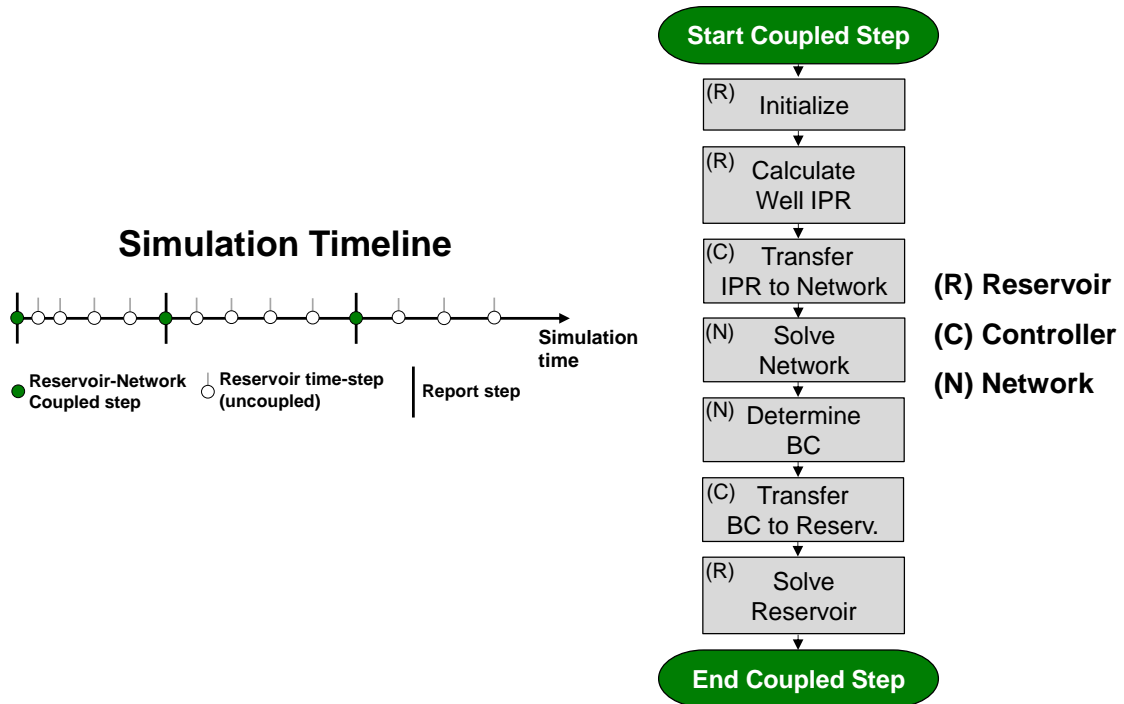 Simulation Timeline
Simulation
time
Reservoir-Network
Coupled step
Reservoir time-step
(uncoupled)
Report step
Start Coupled Step
(R)
Initialize
(R)
Calculate
Well IPR
(C)
Transfer
IPR to Network
(N)
Solve
Network
(N)
Determine
BC
(C)
Transfer
BC to Reserv.
(R)
Solve
Reservoir
End Coupled Step
(R) Reservoir
(C) Controller
(N) Network